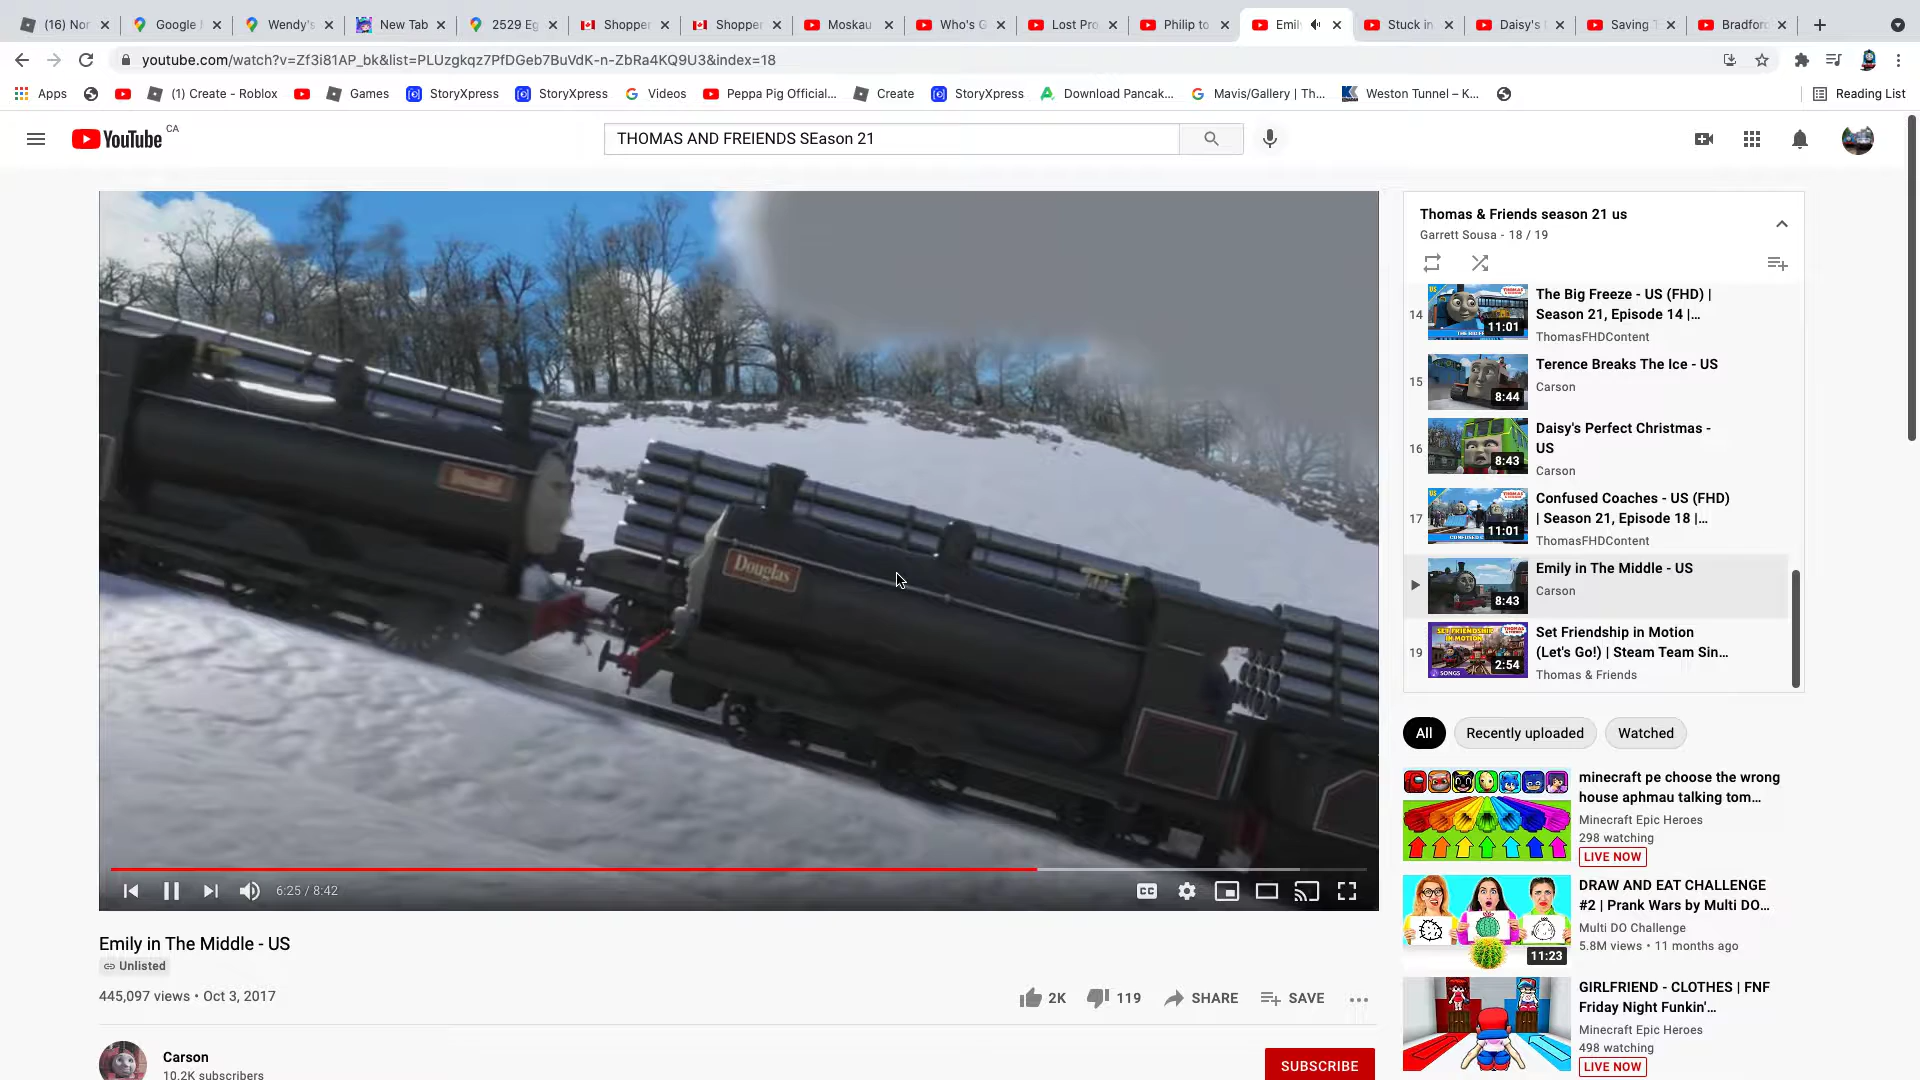 (16) Nor
Google
Wendy's
New Tab
2529 Eg
Shopper
Shopper
Moskau
Who's G
Lost Pro
Philip to
Emily
Stuck in
Daisy's
Saving T
Bradford
youtube.com/watch?v=Zf3i81AP_bk&list=PLUzgkqz7PfDGeb7BuVdK-n-ZbRa4KQ9U3&index=18
Apps
(1) Create - Roblox
Games
StoryXpress
StoryXpress
Videos
Peppa Pig Official...
Create
StoryXpress
Download Pancak...
Mavis/Gallery | Th...
Weston Tunnel – K...
Reading List
YouTube CA
THOMAS AND FREIENDS SEason 21
Douglas
6:25 / 8:42
CC
Emily in The Middle - US
Unlisted
445,097 views • Oct 3, 2017
2K
119
SHARE
SAVE
Carson
10.2K subscribers
SUBSCRIBE
Thomas & Friends season 21 us
Garrett Sousa - 18 / 19
14
11:01
The Big Freeze - US (FHD) |
Season 21, Episode 14 |...
ThomasFHDContent
15
8:44
Terence Breaks The Ice - US
Carson
16
8:43
Daisy's Perfect Christmas -
US
Carson
17
11:01
Confused Coaches - US (FHD)
| Season 21, Episode 18 |...
ThomasFHDContent
8:43
Emily in The Middle - US
Carson
19
SET FRIENDSHIP
IN MOTION
SONGS
2:54
Set Friendship in Motion
(Let's Go!) | Steam Team Sin...
Thomas & Friends
All
Recently uploaded
Watched
minecraft pe choose the wrong
house aphmau talking tom...
Minecraft Epic Heroes
298 watching
LIVE NOW
11:23
DRAW AND EAT CHALLENGE
#2 | Prank Wars by Multi DO...
Multi DO Challenge
5.8M views • 11 months ago
GIRLFRIEND - CLOTHES | FNF
Friday Night Funkin'...
Minecraft Epic Heroes
498 watching
LIVE NOW